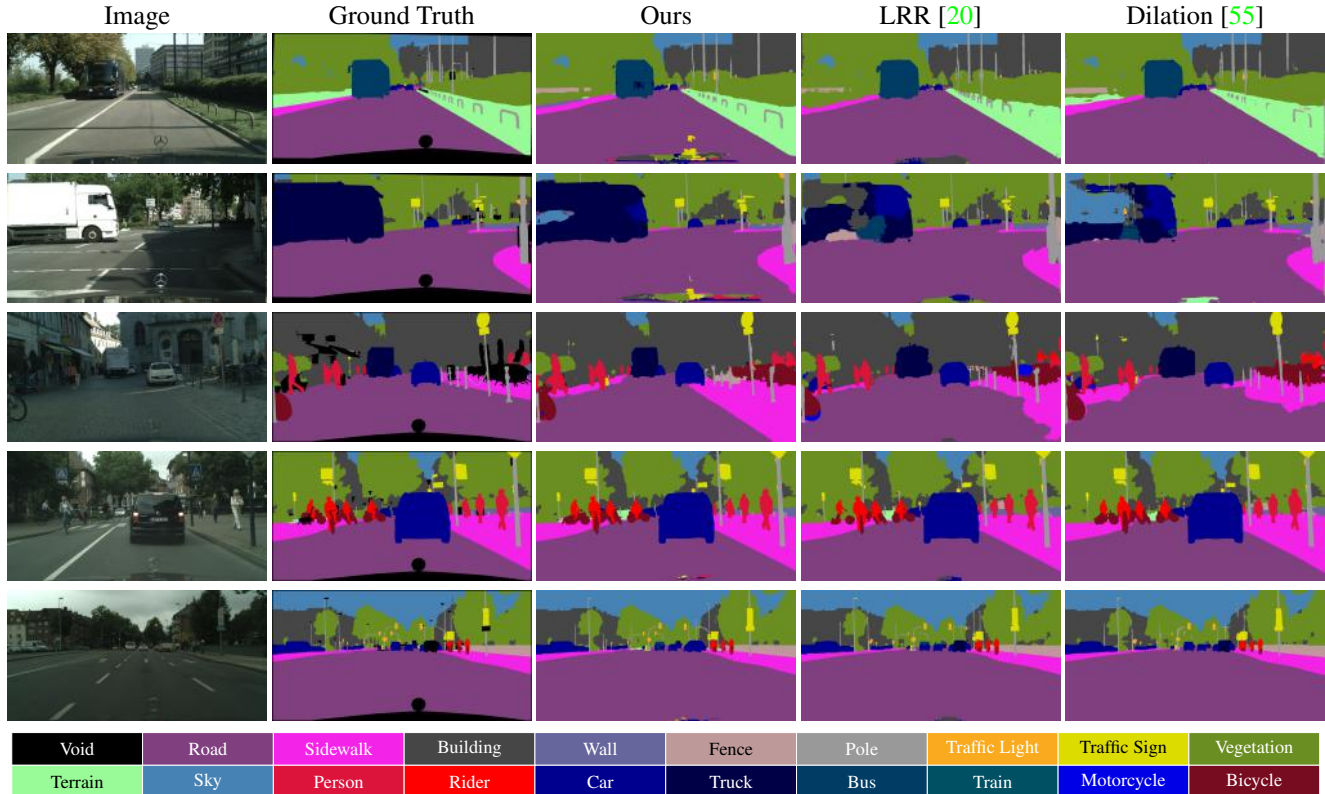 Image Ground Truth Ours LRR [20] Dilation [55]
Void Road Sidewalk Building Wall Fence Pole Traffic Light Traffic Sign Vegetation
Terrain Sky Person Rider Car Truck Bus Train Motorcycle Bicycle